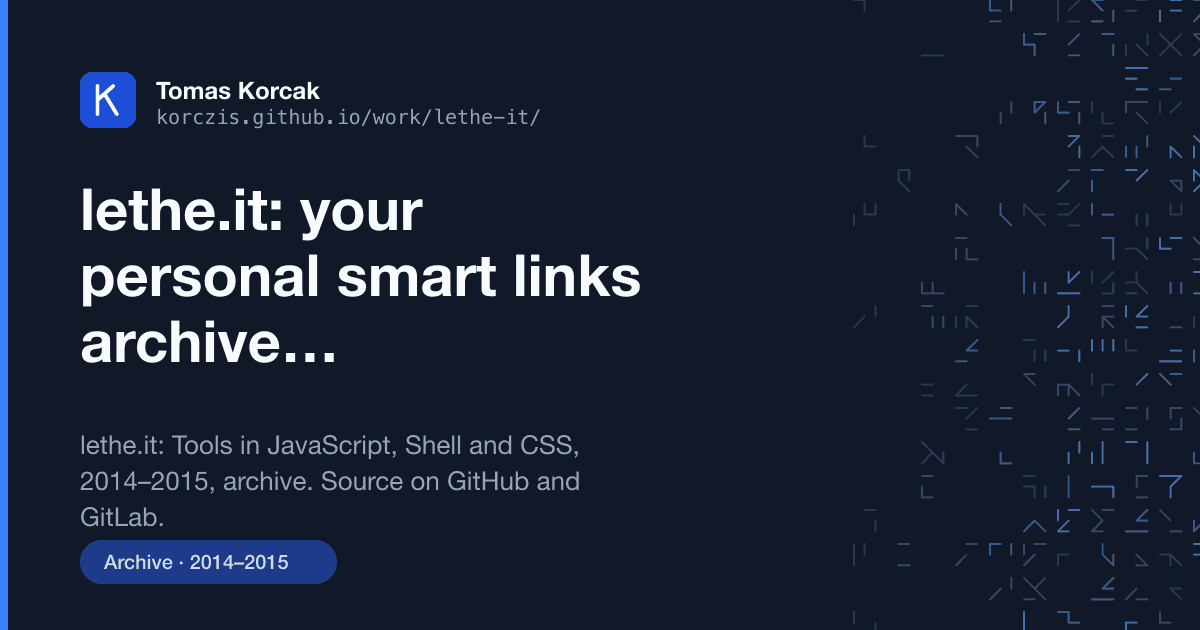 K
Tomas Korcak
korczis.github.io/work/lethe-it/
lethe.it: your
personal smart links
archive…
lethe.it: Tools in JavaScript, Shell and CSS,
2014–2015, archive. Source on GitHub and
GitLab.
Archive · 2014–2015